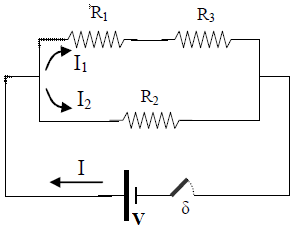 R1 R3
I1
I2 R2
I
V δ